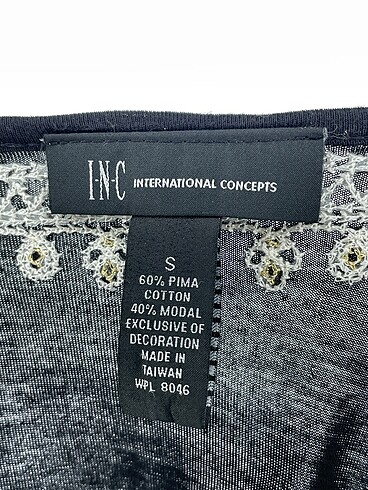 I·N·C INTERNATIONAL CONCEPTS
S
60% PIMA
COTTON
40% MODAL
EXCLUSIVE OF
DECORATION
MADE IN
TAIWAN
WPL 8046